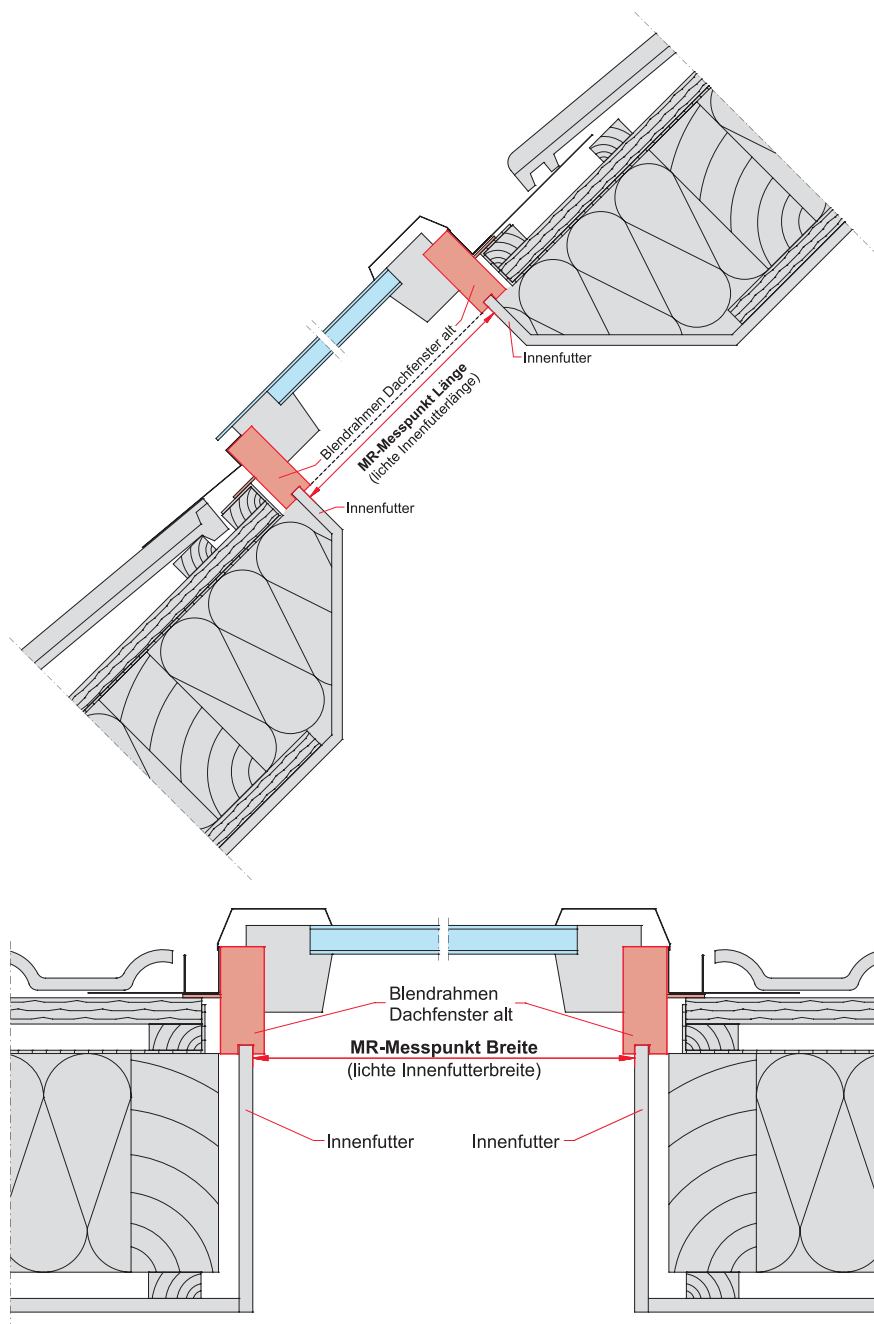 Innenfutter
Blendrahmen Dachfenster alt
MR-Messpunkt Länge
(lichte Innenfutterlänge)
Innenfutter
Blendrahmen
Dachfenster alt
MR-Messpunkt Breite
(lichte Innenfutterbreite)
Innenfutter
Innenfutter